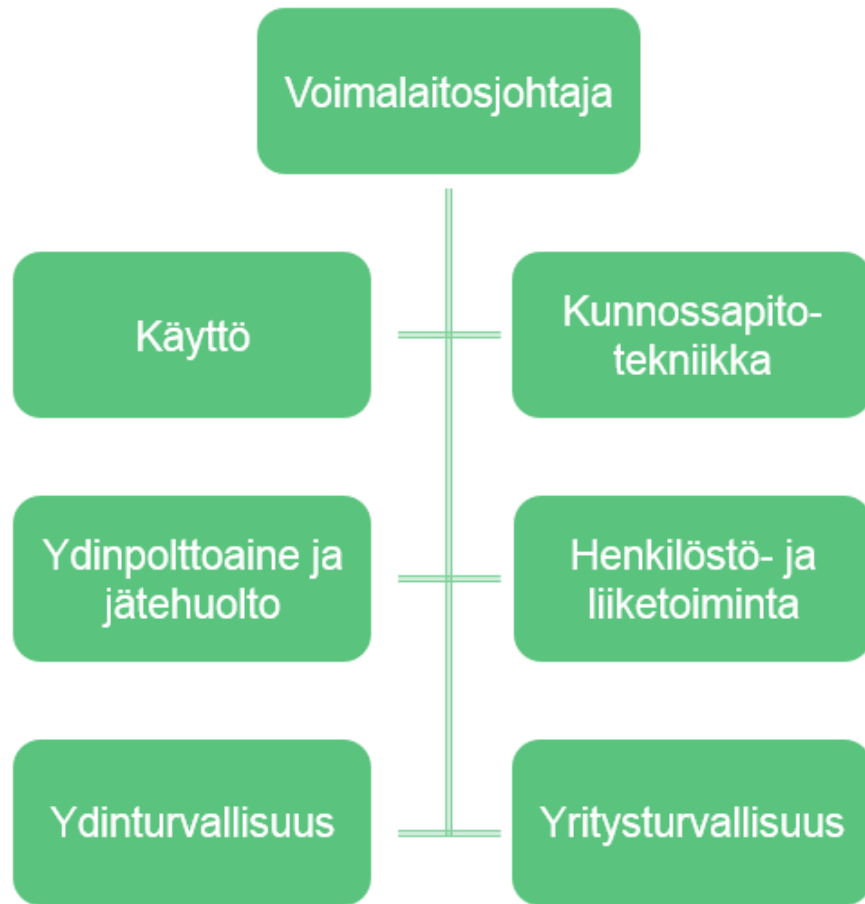 Voimalaitosjohtaja
Käyttö
Kunnossapito-
tekniikka
Ydinpolttoaine ja
jätehuolto
Henkilöstö- ja
liiketoiminta
Ydinturvallisuus
Yritysturvallisuus